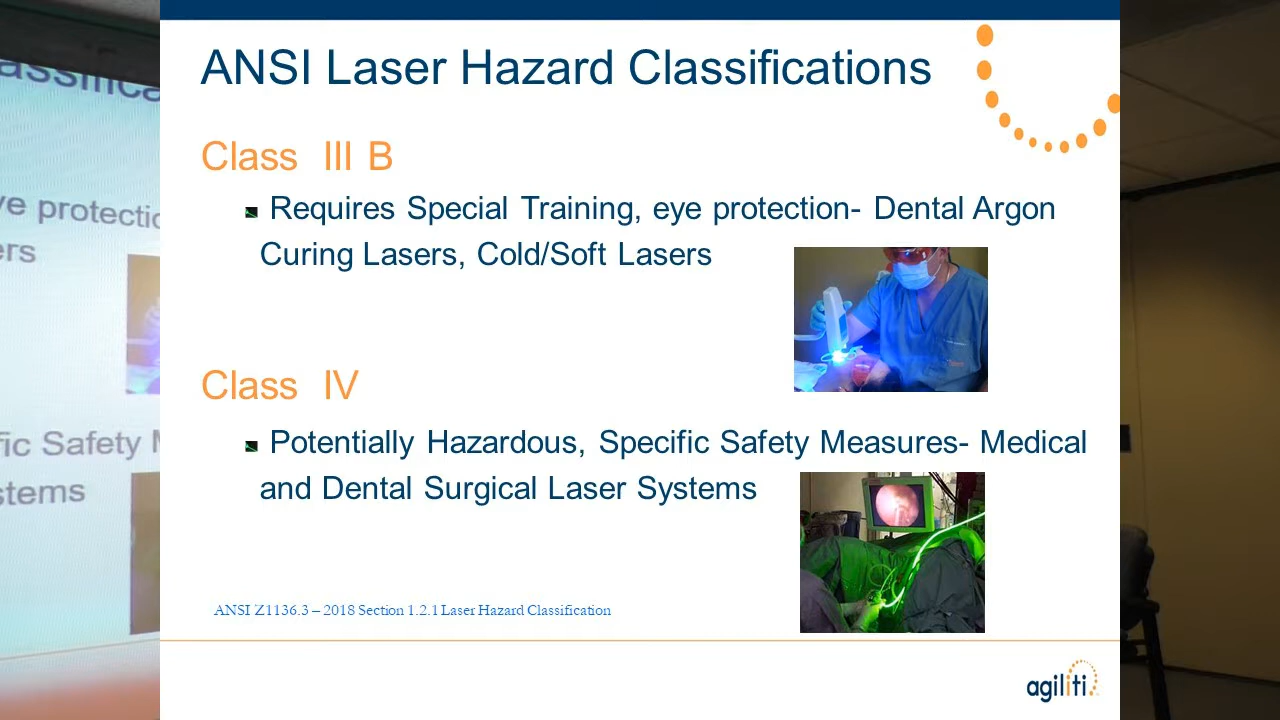 ANSI Laser Hazard Classifications
Class III B
Requires Special Training, eye protection- Dental Argon
Curing Lasers, Cold/Soft Lasers
Class IV
Potentially Hazardous, Specific Safety Measures- Medical
and Dental Surgical Laser Systems
ANSI Z1136.3 – 2018 Section 1.2.1 Laser Hazard Classification
agiliti